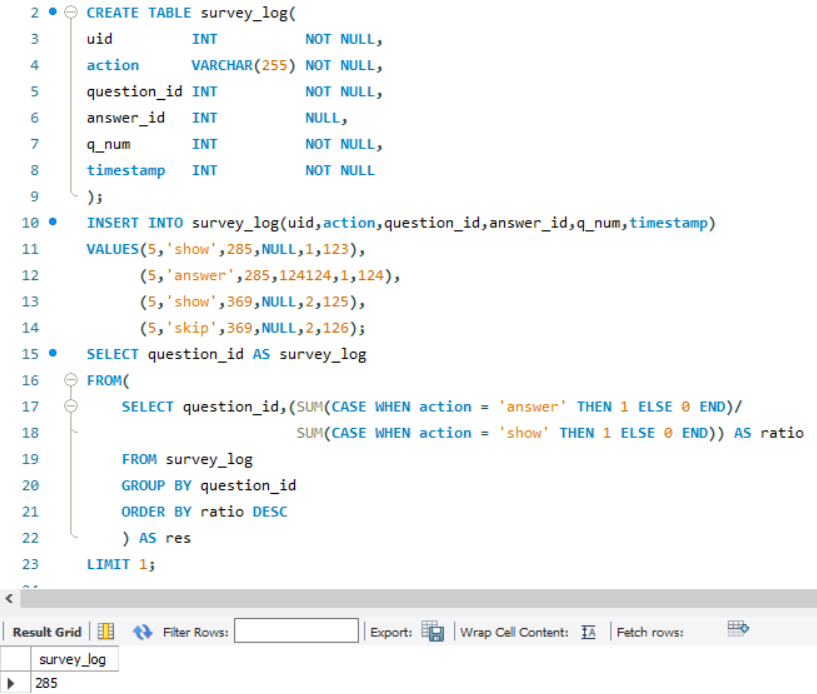 2 CREATE TABLE survey_log(
3 uid INT NOT NULL,
4 action VARCHAR(255) NOT NULL,
5 question_id INT NOT NULL,
6 answer_id INT NULL,
7 q_num INT NOT NULL,
8 timestamp INT NOT NULL
9 );
10 INSERT INTO survey_log(uid,action,question_id,answer_id,q_num,timestamp)
11 VALUES(5,'show',285,NULL,1,123),
12 (5,'answer',285,124124,1,124),
13 (5,'show',369,NULL,2,125),
14 (5,'skip',369,NULL,2,126);
15 SELECT question_id AS survey_log
16 FROM(
17 SELECT question_id,(SUM(CASE WHEN action = 'answer' THEN 1 ELSE 0 END)/
18 SUM(CASE WHEN action = 'show' THEN 1 ELSE 0 END)) AS ratio
19 FROM survey_log
20 GROUP BY question_id
21 ORDER BY ratio DESC
22 ) AS res
23 LIMIT 1;
Result Grid Filter Rows: Export: Wrap Cell Content: Fetch rows:
survey_log
285